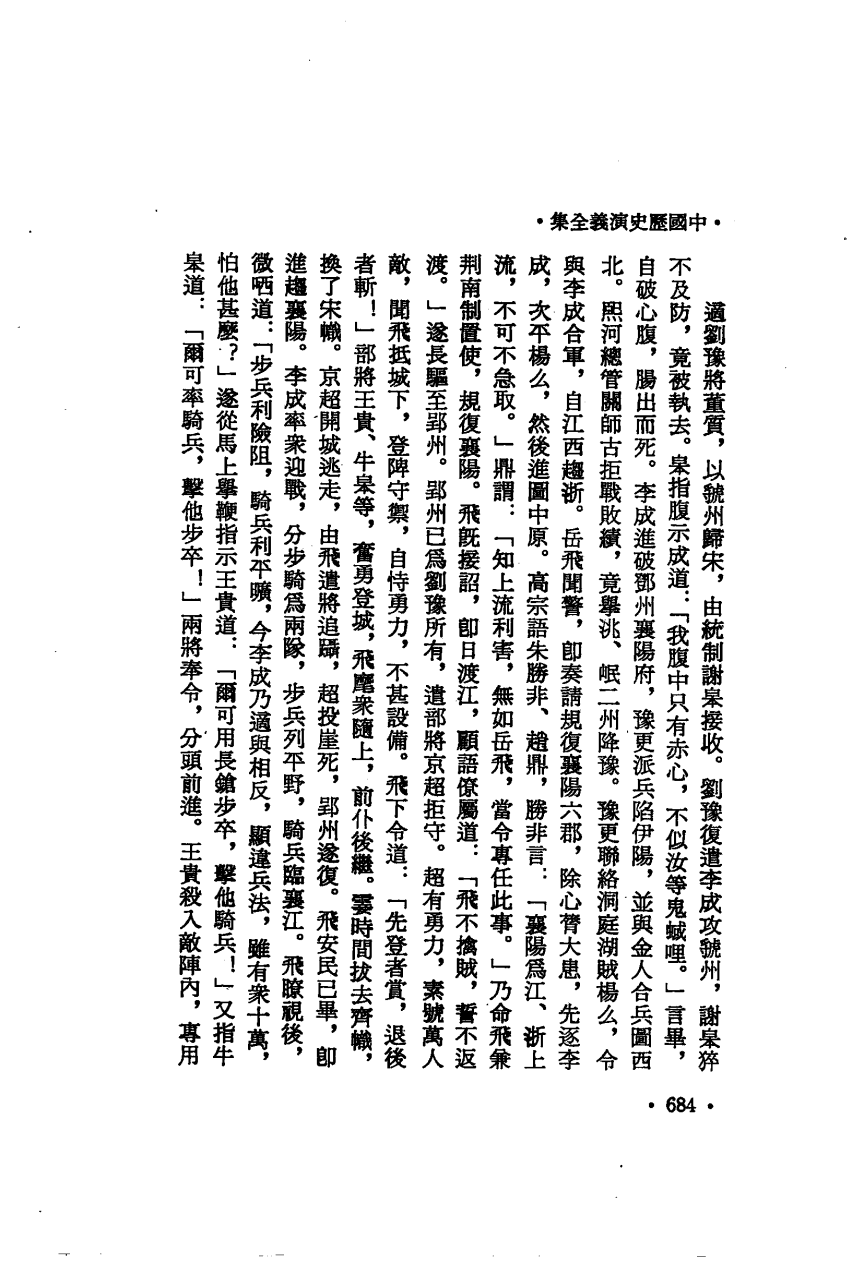 •中國歷史演義全集•
適劉豫將董質，以虢州歸宋，由統制謝臯接收。劉豫復遣李成攻虢州，謝臯猝
不及防，竟被執去。臯指腹示成道：「我腹中只有赤心，不似汝等鬼蜮哩。」言畢，
自破心腹，腸出而死。李成進破鄧州襄陽府，豫更派兵陷伊陽，並與金人合兵圖西
北。熙河總管關師古拒戰敗績，竟舉洮、岷二州降豫。豫更聯絡洞庭湖賊楊么，令
與李成合軍，自江西趨浙。岳飛聞警，卽奏請規復襄陽六郡，除心膂大患，先逐李
成，次平楊么，然後進圖中原。高宗語朱勝非、趙鼎，勝非言：「襄陽爲江、浙上
流，不可不急取。」鼎謂：「知上流利害，無如岳飛，當令專任此事。」乃命飛兼
荆南制置使，規復襄陽。飛旣接詔，卽日渡江，顧語僚屬道：「飛不擒賊，誓不返
渡。」遂長驅至郢州。郢州已爲劉豫所有，遣部將京超拒守。超有勇力，素號萬人
敵，聞飛抵城下，登陴守禦，自恃勇力，不甚設備。飛下令道：「先登者賞，退後
者斬！」部將王貴、牛臯等，奮勇登城，飛麾衆隨上，前仆後繼。霎時間拔去齊幟，
換了宋幟。京超開城逃走，由飛遣將追躡，超投崖死，郢州遂復。飛安民已畢，卽
進趨襄陽。李成率衆迎戰，分步騎爲兩隊，步兵列平野，騎兵臨襄江。飛瞭視後，
微哂道：「步兵利險阻，騎兵利平曠，今李成乃適與相反，顯違兵法，雖有衆十萬，
怕他甚麼？」遂從馬上舉鞭指示王貴道：「爾可用長鎗步卒，擊他騎兵！」又指牛
臯道：「爾可率騎兵，擊他步卒！」兩將奉令，分頭前進。王貴殺入敵陣內，專用
•684•